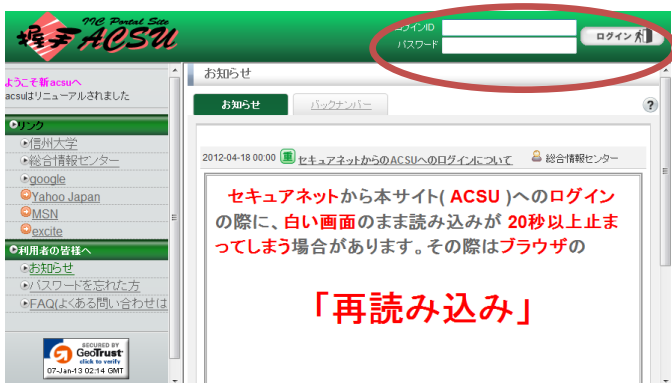 IIC Portal Site
握手 ACSU
ログインID
パスワード
ログイン
ようこそ新acsuへ
acsuはリニューアルされました
リンク
信州大学
総合情報センター
google
Yahoo Japan
MSN
excite
利用者の皆様へ
お知らせ
パスワードを忘れた方
FAQ(よくある問い合わせは
SECURED BY
GeoTrust
click to verify
07-Jan-13 02:14 GMT
お知らせ
お知らせ
バックナンバー
?
2012-04-18 00:00 重 セキュアネットからのACSUへのログインについて 総合情報センター
セキュアネットから本サイト( ACSU )へのログイン
の際に、白い画面のまま読み込みが 20秒以上止ま
ってしまう場合があります。その際はブラウザの
「再読み込み」